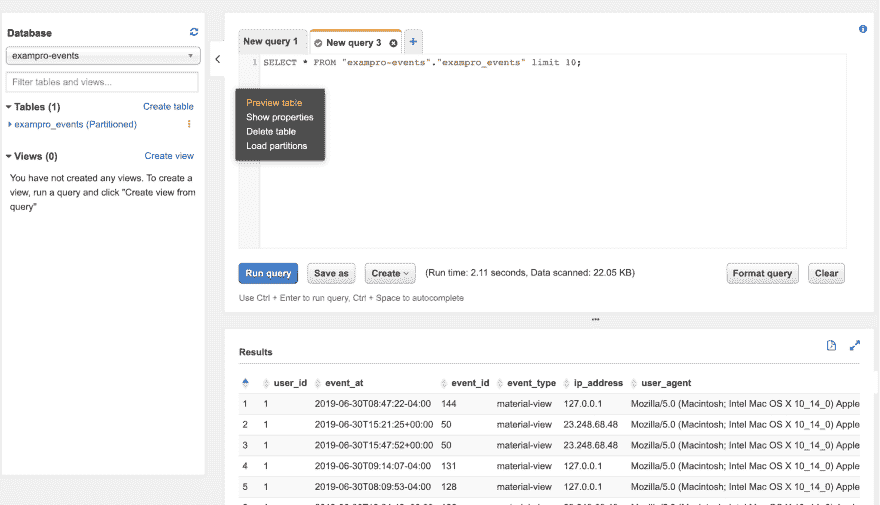 Database
exampro-events
Filter tables and views...
Tables (1)
Create table
exampro_events (Partitioned)
Views (0)
Create view
You have not created any views. To create a
view, run a query and click "Create view from
query"
New query 1
New query 3
+
1 SELECT * FROM "exampro-events"."exampro_events" limit 10;
Preview table
Show properties
Delete table
Load partitions
Run query
Save as
Create
(Run time: 2.11 seconds, Data scanned: 22.05 KB)
Format query
Clear
Use Ctrl + Enter to run query, Ctrl + Space to autocomplete
Results
user_id event_at event_id event_type ip_address user_agent
1 1 2019-06-30T08:47:22-04:00 144 material-view 127.0.0.1 Mozilla/5.0 (Macintosh; Intel Mac OS X 10_14_0) Apple
2 1 2019-06-30T15:21:25+00:00 50 material-view 23.248.68.48 Mozilla/5.0 (Macintosh; Intel Mac OS X 10_14_0) Apple
3 1 2019-06-30T15:47:52+00:00 50 material-view 23.248.68.48 Mozilla/5.0 (Macintosh; Intel Mac OS X 10_14_0) Apple
4 1 2019-06-30T09:14:07-04:00 131 material-view 127.0.0.1 Mozilla/5.0 (Macintosh; Intel Mac OS X 10_14_0) Apple
5 1 2019-06-30T08:09:53-04:00 128 material-view 127.0.0.1 Mozilla/5.0 (Macintosh; Intel Mac OS X 10_14_0) Apple